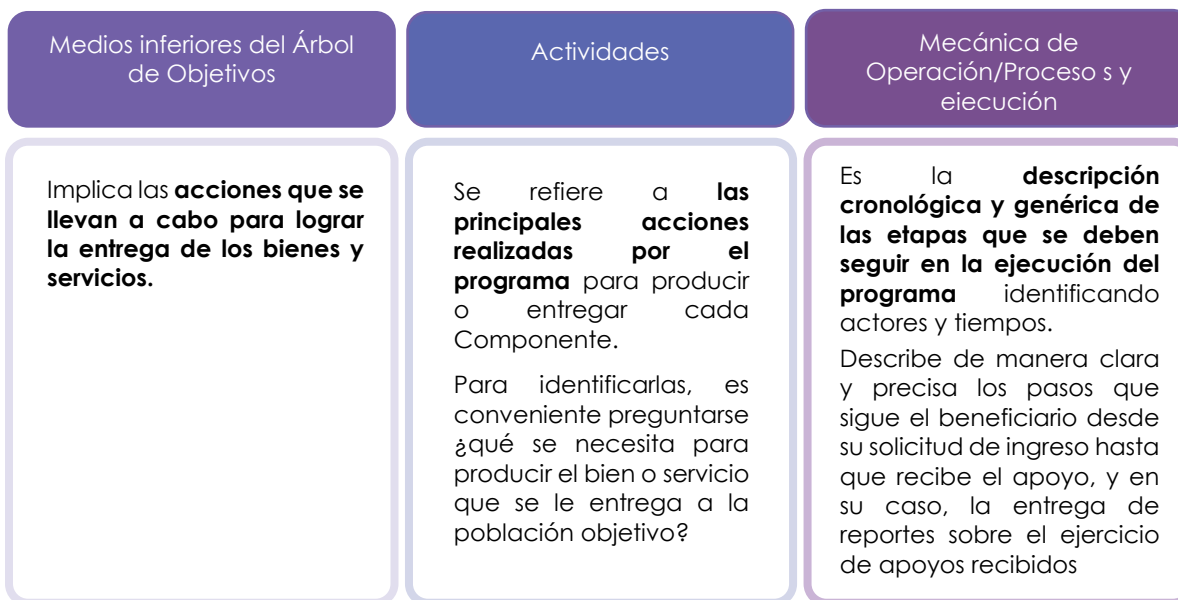 Medios inferiores del Árbol
de Objetivos
Implica las acciones que se
llevan a cabo para lograr
la entrega de los bienes y
servicios.
Actividades
Se refiere a las
principales acciones
realizadas por el
programa para producir
o entregar cada
Componente.
Para identificarlas, es
conveniente preguntarse
¿qué se necesita para
producir el bien o servicio
que se le entrega a la
población objetivo?
Mecánica de
Operación/Proceso s y
ejecución
Es la descripción
cronológica y genérica de
las etapas que se deben
seguir en la ejecución del
programa identificando
actores y tiempos.
Describe de manera clara
y precisa los pasos que
sigue el beneficiario desde
su solicitud de ingreso hasta
que recibe el apoyo, y en
su caso, la entrega de
reportes sobre el ejercicio
de apoyos recibidos